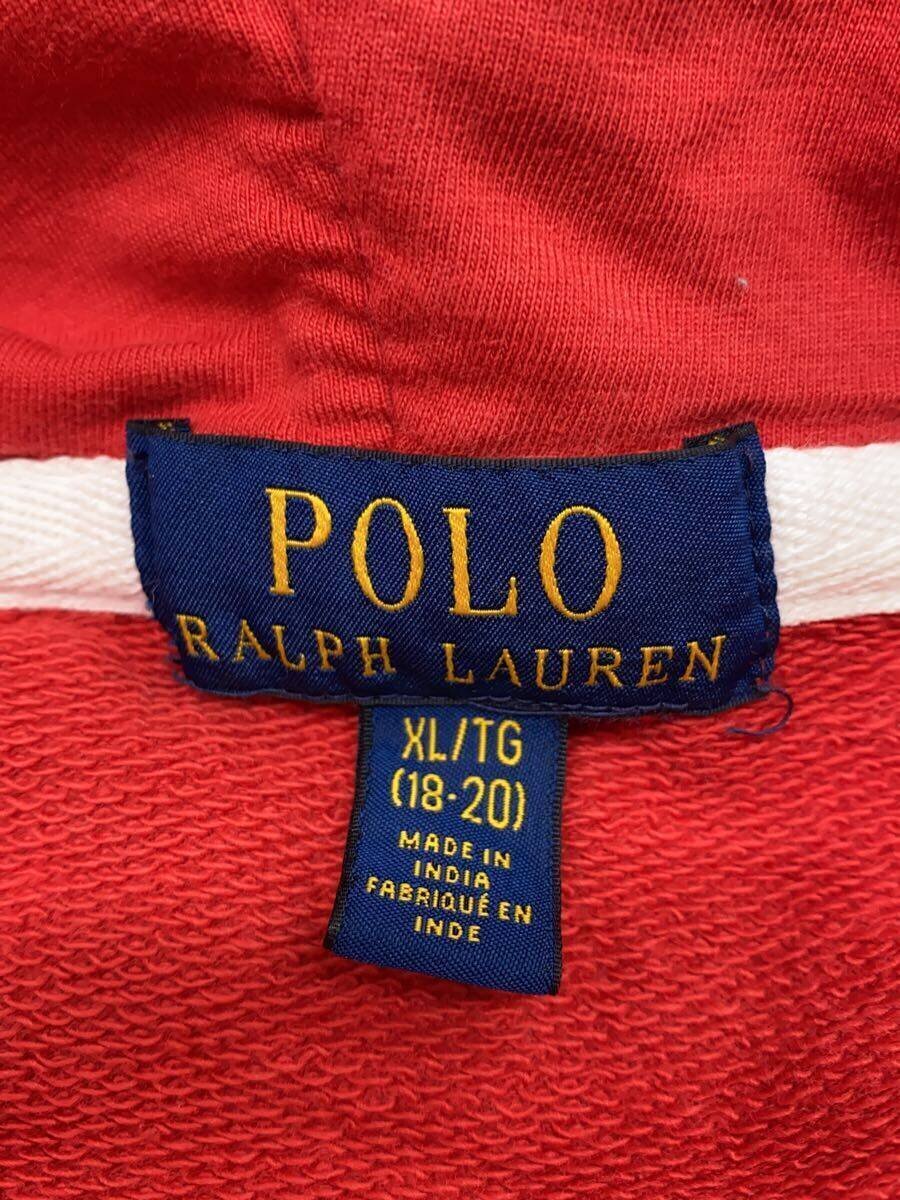 POLO
RALPH LAUREN
XL/TG
(18-20)
MADE IN
INDIA
FABRIQUÉ EN
INDE